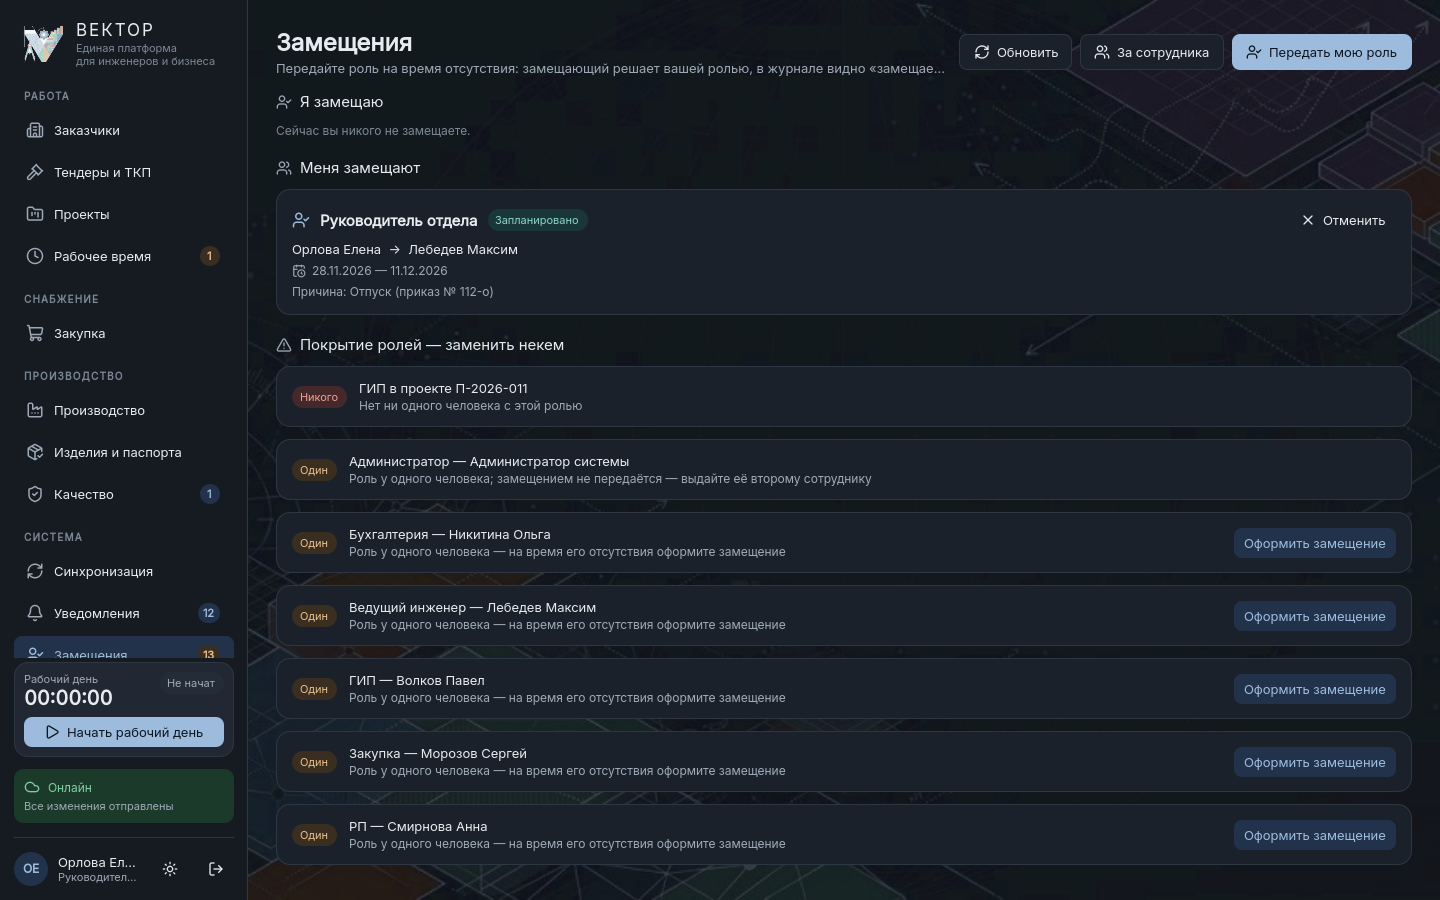 ВЕКТОР
Единая платформа
для инженеров и бизнеса
РАБОТА
Заказчики
Тендеры и ТКП
Проекты
Рабочее время 1
СНАБЖЕНИЕ
Закупка
ПРОИЗВОДСТВО
Производство
Изделия и паспорта
Качество 1
СИСТЕМА
Синхронизация
Уведомления 12
Замещения 13
Рабочий день
Не начат
00:00:00
Начать рабочий день
Онлайн
Все изменения отправлены
ОЕ
Орлова Ел...
Руководител...
Замещения
Передайте роль на время отсутствия: замещающий решает вашей ролью, в журнале видно «замещае...
Обновить
За сотрудника
Передать мою роль
Я замещаю
Сейчас вы никого не замещаете.
Меня замещают
Руководитель отдела Запланировано
Отменить
Орлова Елена → Лебедев Максим
28.11.2026 — 11.12.2026
Причина: Отпуск (приказ № 112-о)
Покрытие ролей — заменить некем
Никого
ГИП в проекте П-2026-011
Нет ни одного человека с этой ролью
Один
Администратор — Администратор системы
Роль у одного человека; замещением не передаётся — выдайте её второму сотруднику
Один
Бухгалтерия — Никитина Ольга
Роль у одного человека — на время его отсутствия оформите замещение
Оформить замещение
Один
Ведущий инженер — Лебедев Максим
Роль у одного человека — на время его отсутствия оформите замещение
Оформить замещение
Один
ГИП — Волков Павел
Роль у одного человека — на время его отсутствия оформите замещение
Оформить замещение
Один
Закупка — Морозов Сергей
Роль у одного человека — на время его отсутствия оформите замещение
Оформить замещение
Один
РП — Смирнова Анна
Роль у одного человека — на время его отсутствия оформите замещение
Оформить замещение